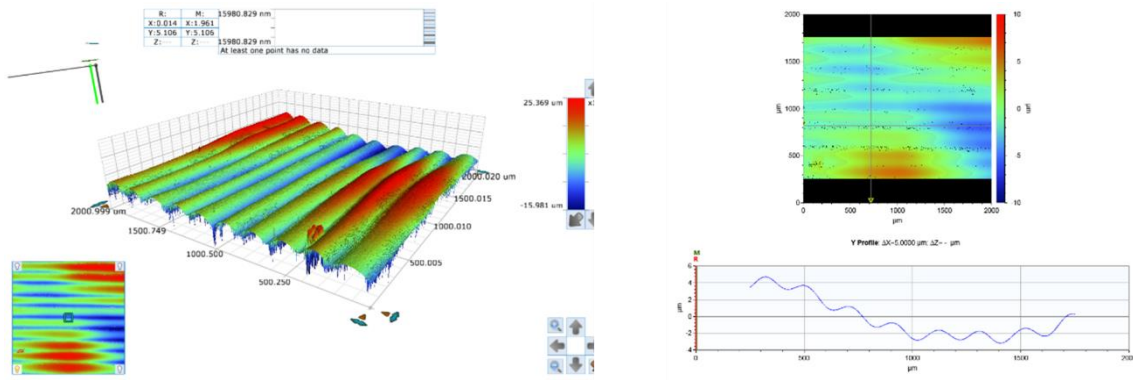 R: M:
X:0.014 X:1.961
Y:5.106 Y:5.106
Z: Z:
15980.829 nm
15980.829 nm
At least one point has no data
25.369 um
-15.981 um
2000.020 um
1500.015
1000.010
500.005
2000.999 um
1500.749
1000.500
500.250
2000
1500
1000
500
0
µm
0 500 1000 1500 2000
µm
10
5
0
-5
-10
µm
Y Profile: ΔX=5.0000 µm; ΔZ=- µm
M
R
6
4
2
0
2
4
µm
0 500 1000 1500 200
µm